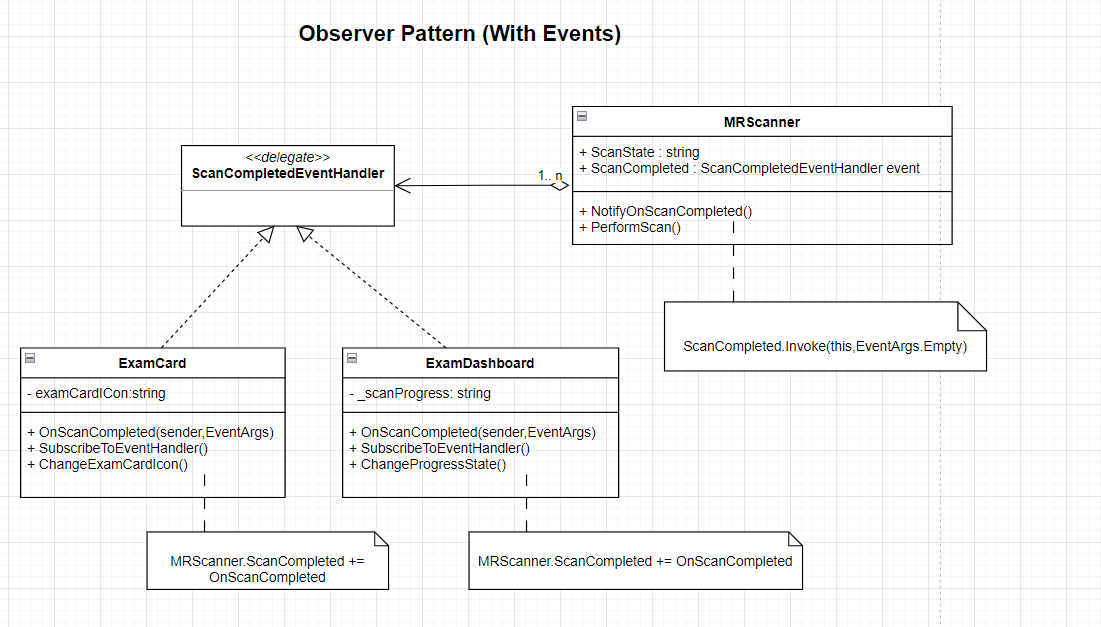 Observer Pattern (With Events)
MRScanner
+ ScanState : string
+ ScanCompleted : ScanCompletedEventHandler event
+ NotifyOnScanCompleted()
+ PerformScan()
<<delegate>>
ScanCompletedEventHandler
1.. n
ScanCompleted.Invoke(this,EventArgs.Empty)
ExamCard
- examCardICon:string
+ OnScanCompleted(sender,EventArgs)
+ SubscribeToEventHandler()
+ ChangeExamCardIcon()
ExamDashboard
- _scanProgress: string
+ OnScanCompleted(sender,EventArgs)
+ SubscribeToEventHandler()
+ ChangeProgressState()
MRScanner.ScanCompleted +=
OnScanCompleted
MRScanner.ScanCompleted += OnScanCompleted